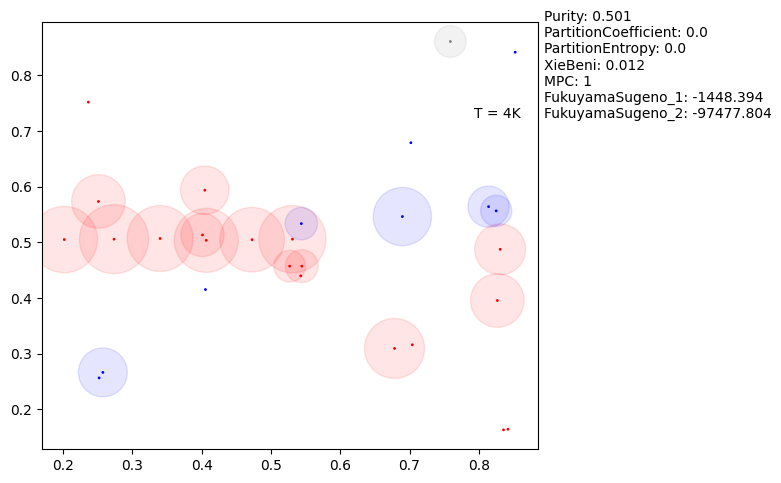 Purity: 0.501
PartitionCoefficient: 0.0
PartitionEntropy: 0.0
XieBeni: 0.012
MPC: 1
FukuyamaSugeno_1: -1448.394
FukuyamaSugeno_2: -97477.804
T = 4K
0.8
0.7
0.6
0.5
0.4
0.3
0.2
0.2 0.3 0.4 0.5 0.6 0.7 0.8